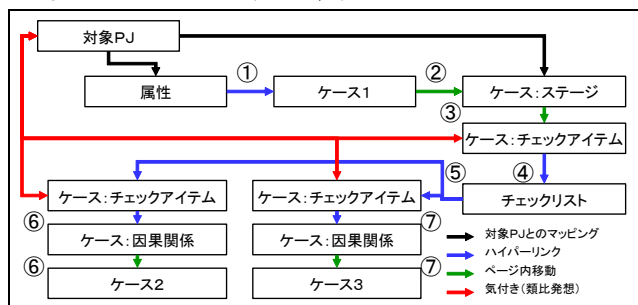 対象PJ
属性
①
ケース1
②
ケース:ステージ
③
ケース:チェックアイテム
④
⑤
チェックリスト
ケース:チェックアイテム
ケース:チェックアイテム
⑥
ケース:因果関係
ケース:因果関係
⑦
⑥
ケース2
ケース3
⑦
対象PJとのマッピング
ハイパーリンク
ページ内移動
気付き(類比発想)